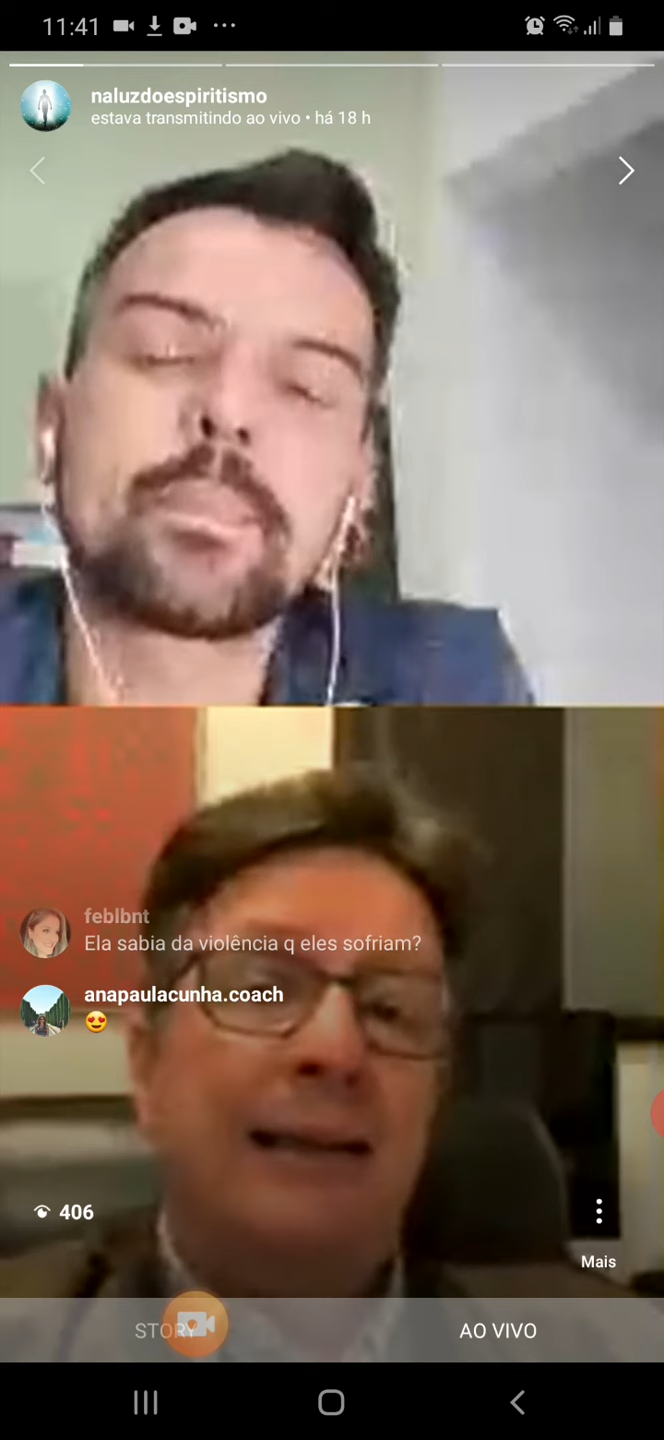 11:41
naluzdoespiritismo
estava transmitindo ao vivo • há 18 h
feblbnt
Ela sabia da violência q eles sofriam?
anapaulacunha.coach
😍
406
Mais
STORY
AO VIVO